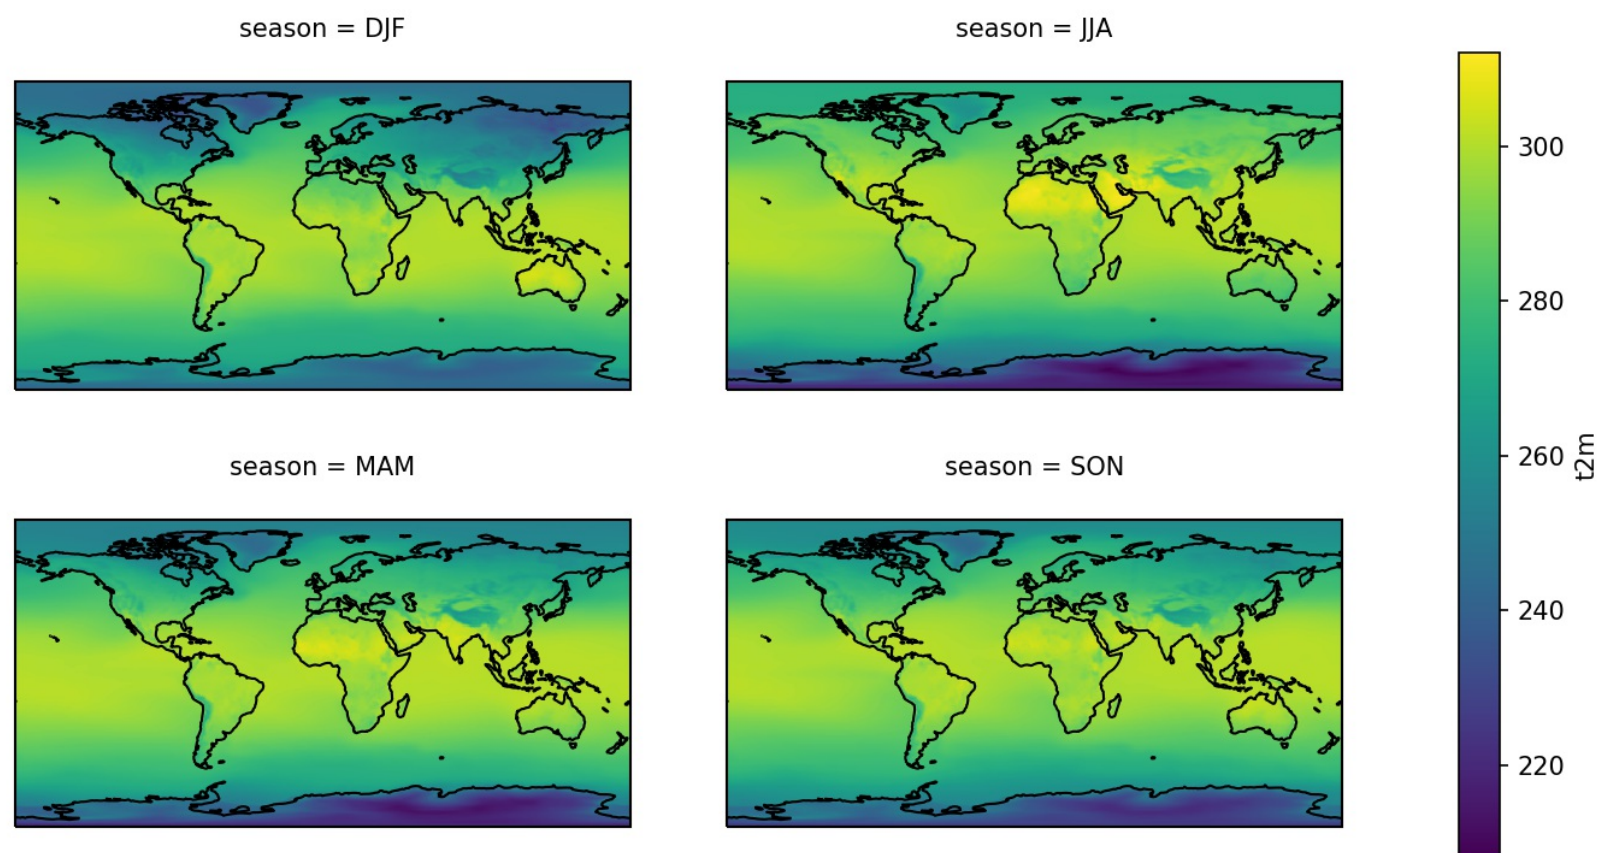 season = DJF
season = JJA
season = MAM
season = SON
300
280
260
240
220
t2m